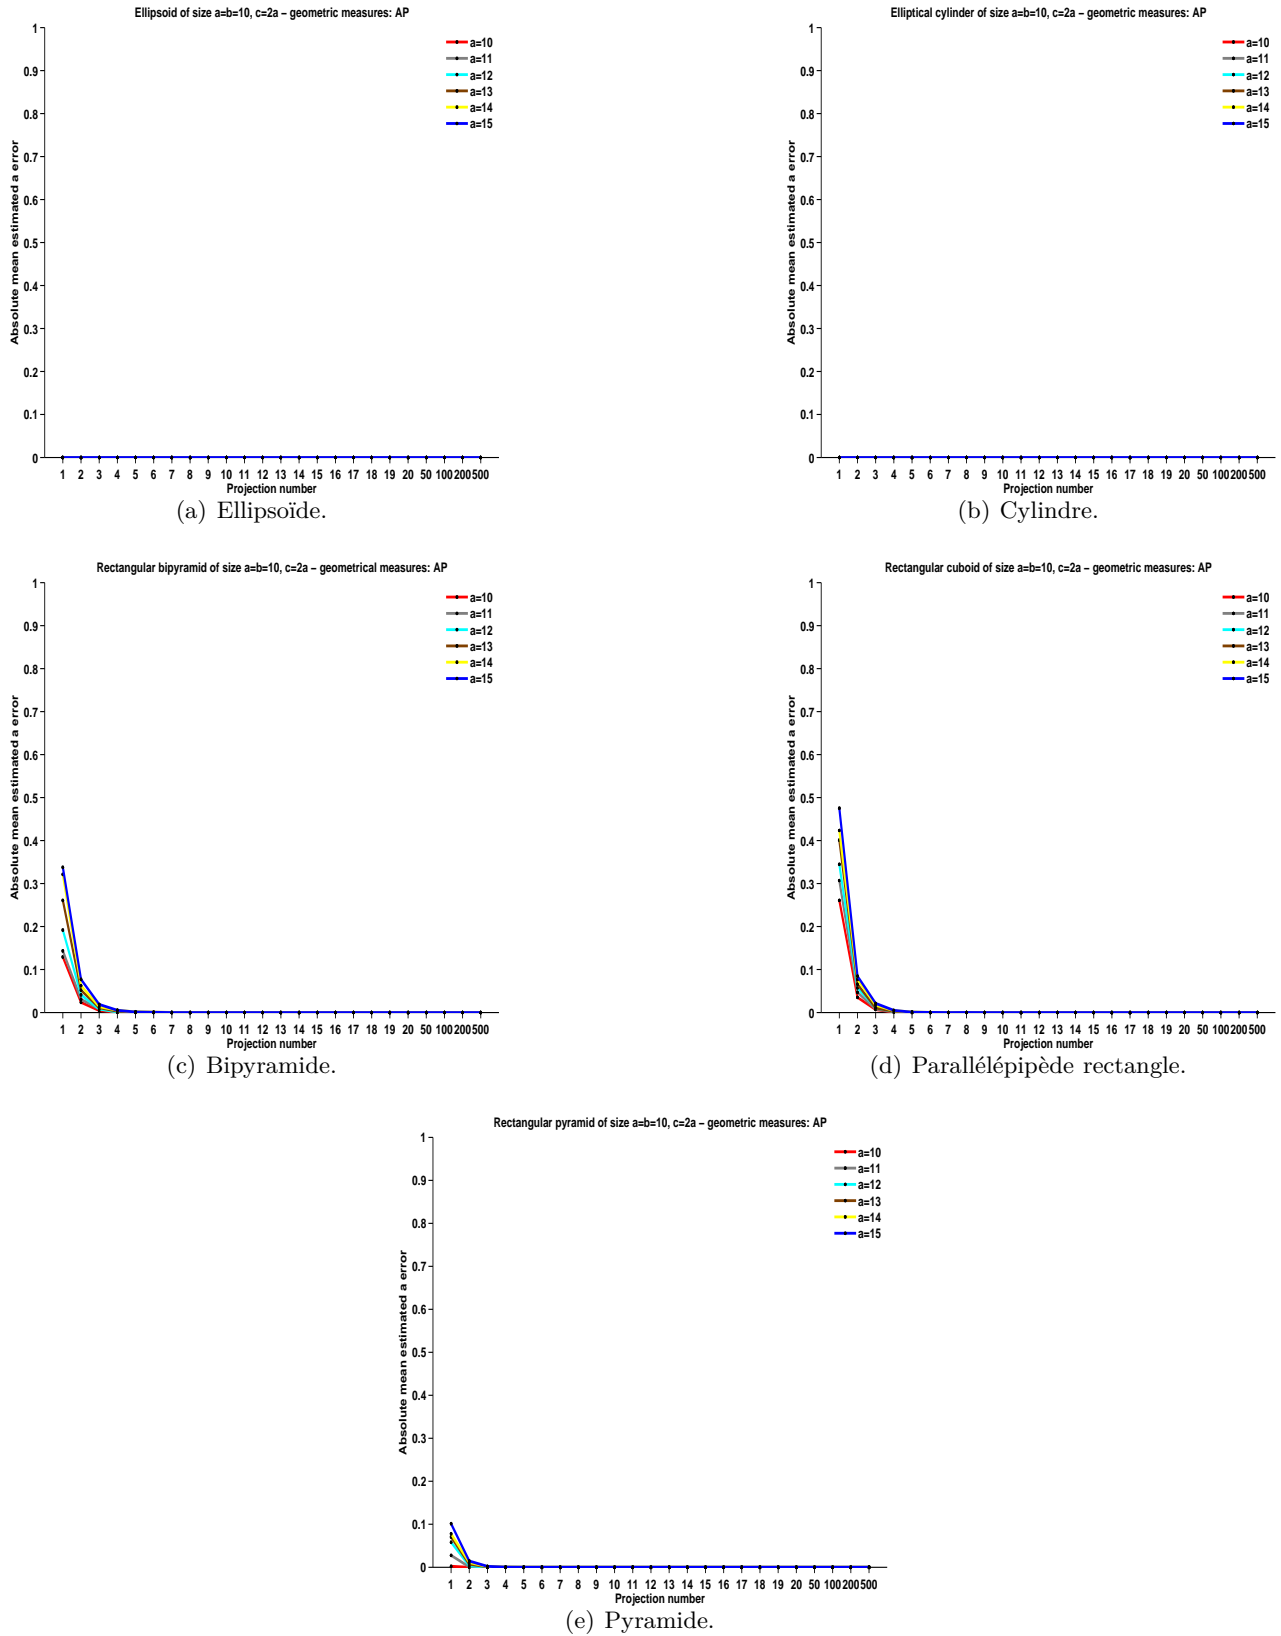 Ellipsoid of size a=b=10, c=2a – geometric measures: AP
Absolute mean estimated a error
1
0.9
0.8
0.7
0.6
0.5
0.4
0.3
0.2
0.1
0
a=10
a=11
a=12
a=13
a=14
a=15
1 2 3 4 5 6 7 8 9 10 11 12 13 14 15 16 17 18 19 20 50 100 200 500
Projection number
(a) Ellipsoïde.
Elliptical cylinder of size a=b=10, c=2a – geometric measures: AP
Absolute mean estimated a error
1
0.9
0.8
0.7
0.6
0.5
0.4
0.3
0.2
0.1
0
a=10
a=11
a=12
a=13
a=14
a=15
1 2 3 4 5 6 7 8 9 10 11 12 13 14 15 16 17 18 19 20 50 100 200 500
Projection number
(b) Cylindre.
Rectangular bipyramid of size a=b=10, c=2a – geometrical measures: AP
Absolute mean estimated a error
1
0.9
0.8
0.7
0.6
0.5
0.4
0.3
0.2
0.1
0
a=10
a=11
a=12
a=13
a=14
a=15
1 2 3 4 5 6 7 8 9 10 11 12 13 14 15 16 17 18 19 20 50 100 200 500
Projection number
(c) Bipyramide.
Rectangular cuboid of size a=b=10, c=2a – geometric measures: AP
Absolute mean estimated a error
1
0.9
0.8
0.7
0.6
0.5
0.4
0.3
0.2
0.1
0
a=10
a=11
a=12
a=13
a=14
a=15
1 2 3 4 5 6 7 8 9 10 11 12 13 14 15 16 17 18 19 20 50 100 200 500
Projection number
(d) Parallélépipède rectangle.
Rectangular pyramid of size a=b=10, c=2a – geometric measures: AP
Absolute mean estimated a error
1
0.9
0.8
0.7
0.6
0.5
0.4
0.3
0.2
0.1
0
a=10
a=11
a=12
a=13
a=14
a=15
1 2 3 4 5 6 7 8 9 10 11 12 13 14 15 16 17 18 19 20 50 100 200 500
Projection number
(e) Pyramide.